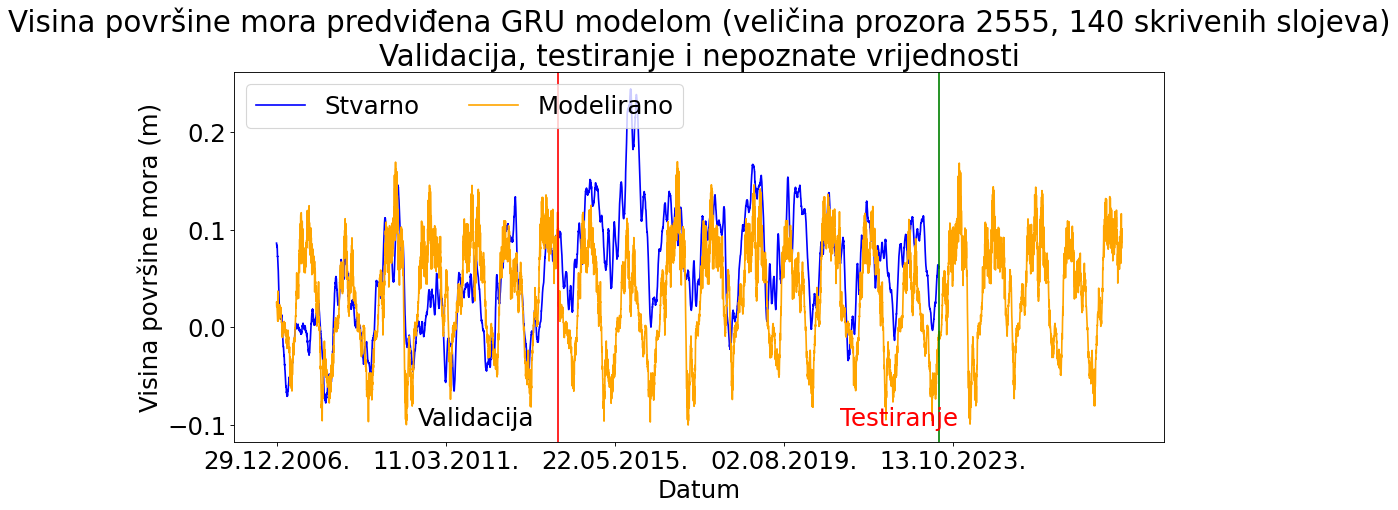 Visina površine mora predviđena GRU modelom (veličina prozora 2555, 140 skrivenih slojeva)
Validacija, testiranje i nepoznate vrijednosti
Stvarno
Modelirano
Visina površine mora (m)
0.2
0.1
0.0
−0.1
Validacija
Testiranje
29.12.2006.
11.03.2011.
22.05.2015.
02.08.2019.
13.10.2023.
Datum